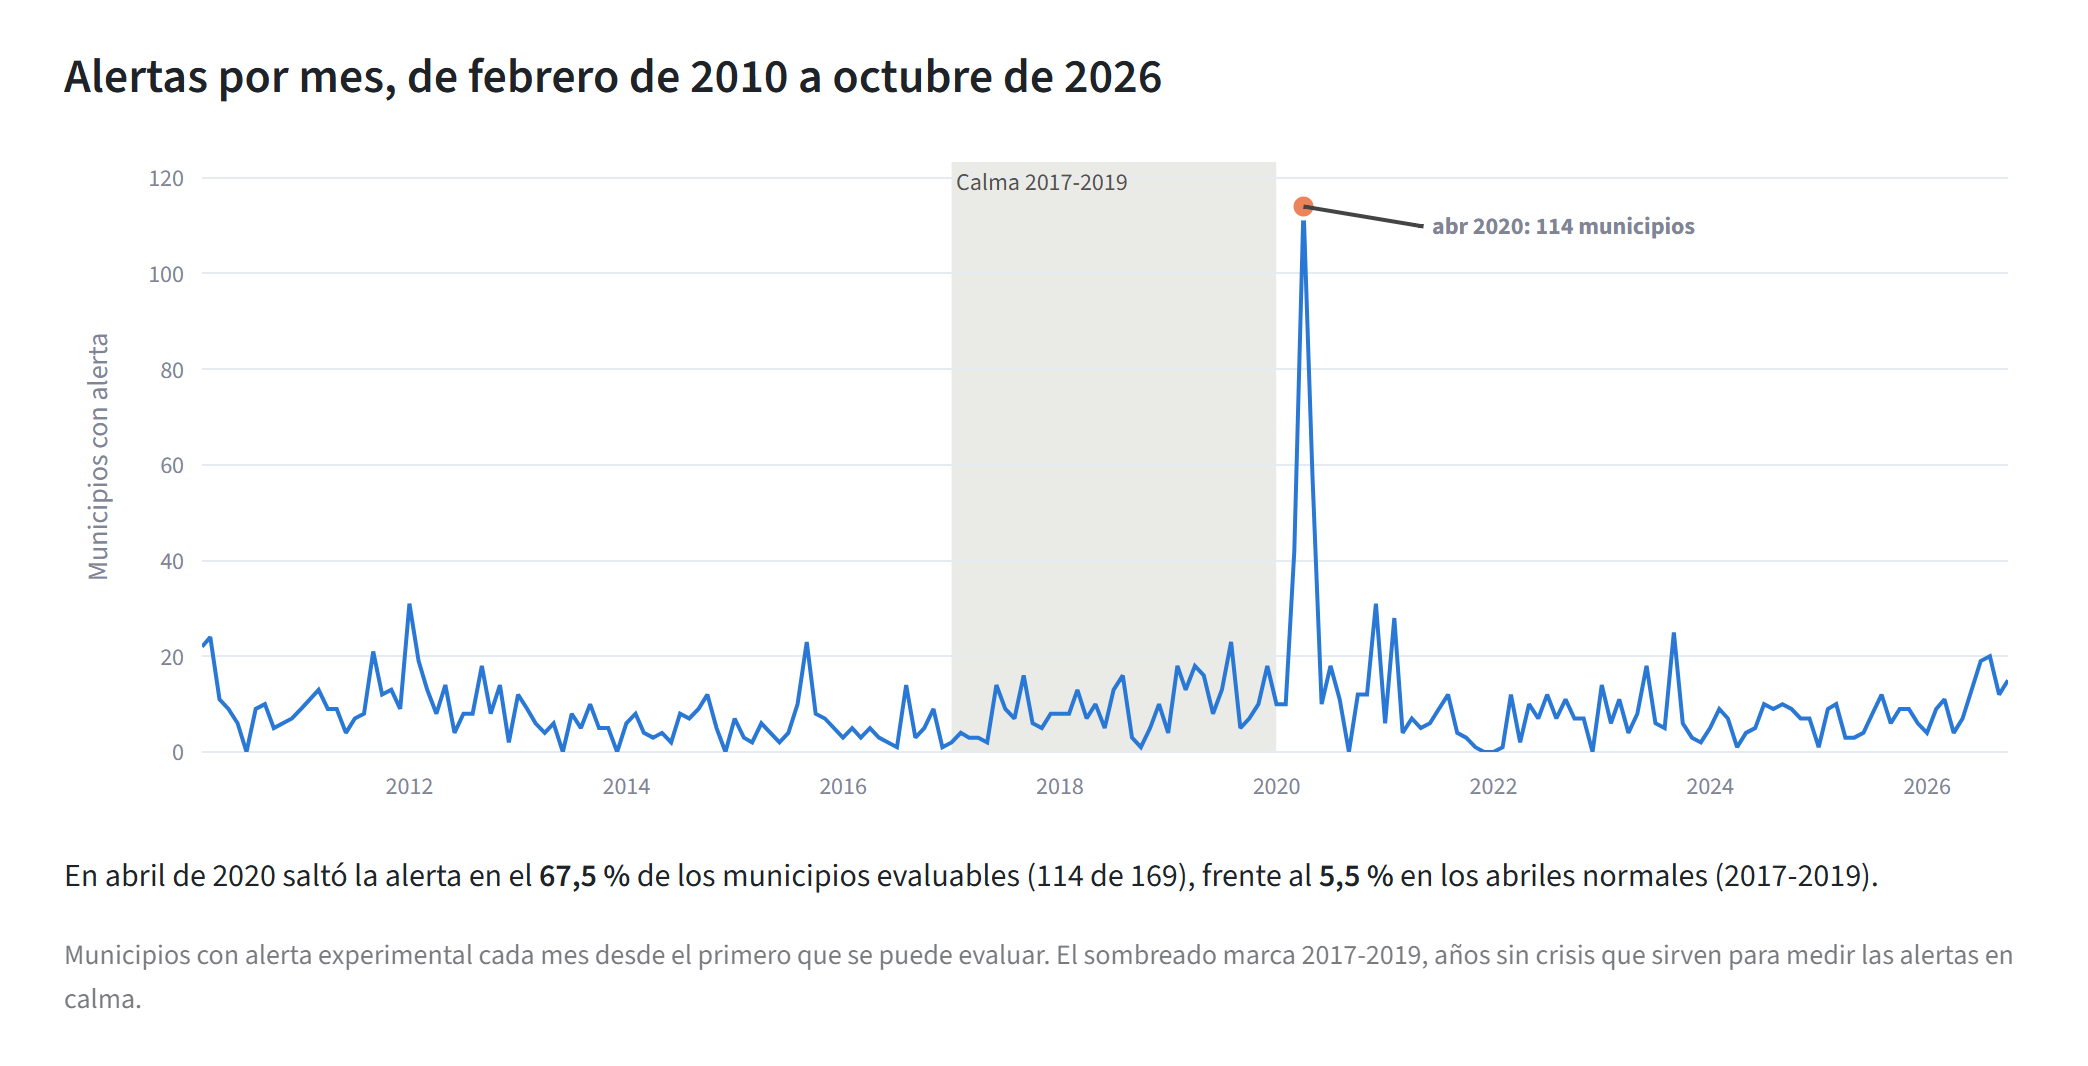 Alertas por mes, de febrero de 2010 a octubre de 2026
120
Calma 2017-2019
abr 2020: 114 municipios
100
80
60
40
20
0
Municipios con alerta
2012
2014
2016
2018
2020
2022
2024
2026
En abril de 2020 saltó la alerta en el 67,5 % de los municipios evaluables (114 de 169), frente al 5,5 % en los abriles normales (2017-2019).
Municipios con alerta experimental cada mes desde el primero que se puede evaluar. El sombreado marca 2017-2019, años sin crisis que sirven para medir las alertas en
calma.